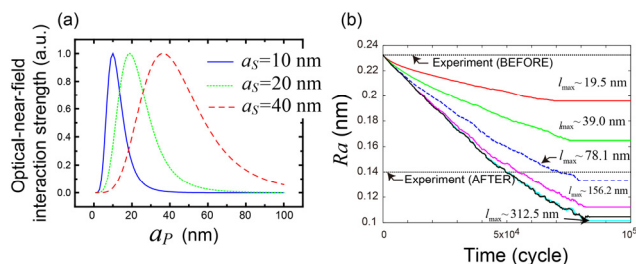 (a)
Optical-near-field
interaction strength (a.u.)
1.0
0.8
0.6
0.4
0.2
0.0
a_S=10 nm
a_S=20 nm
a_S=40 nm
0 20 40 60 80 100
a_P (nm)
(b)
Ra (nm)
0.24
0.22
0.2
0.18
0.16
0.14
0.12
0.1
Experiment (BEFORE)
l_max~19.5 nm
l_max~39.0 nm
l_max~78.1 nm
Experiment (AFTER)
l_max~156.2 nm
l_max~312.5 nm
0 5x10⁴ 10⁵
Time (cycle)